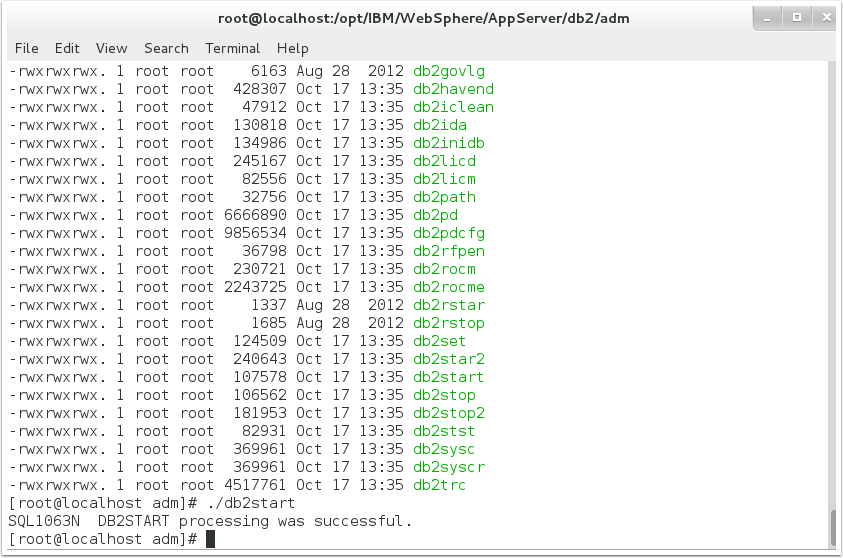 root@localhost:/opt/IBM/WebSphere/AppServer/db2/adm
File Edit View Search Terminal Help
-rwxrwxrwx. 1 root root    6163 Aug 28  2012 db2govlg
-rwxrwxrwx. 1 root root  428307 Oct 17 13:35 db2havend
-rwxrwxrwx. 1 root root   47912 Oct 17 13:35 db2iclean
-rwxrwxrwx. 1 root root  130818 Oct 17 13:35 db2ida
-rwxrwxrwx. 1 root root  134986 Oct 17 13:35 db2inidb
-rwxrwxrwx. 1 root root  245167 Oct 17 13:35 db2licd
-rwxrwxrwx. 1 root root   82556 Oct 17 13:35 db2licm
-rwxrwxrwx. 1 root root   32756 Oct 17 13:35 db2path
-rwxrwxrwx. 1 root root 6666890 Oct 17 13:35 db2pd
-rwxrwxrwx. 1 root root 9856534 Oct 17 13:35 db2pdcfg
-rwxrwxrwx. 1 root root   36798 Oct 17 13:35 db2rfpen
-rwxrwxrwx. 1 root root  230721 Oct 17 13:35 db2rocm
-rwxrwxrwx. 1 root root 2243725 Oct 17 13:35 db2rocme
-rwxrwxrwx. 1 root root    1337 Aug 28  2012 db2rstar
-rwxrwxrwx. 1 root root    1685 Aug 28  2012 db2rstop
-rwxrwxrwx. 1 root root  124509 Oct 17 13:35 db2set
-rwxrwxrwx. 1 root root  240643 Oct 17 13:35 db2star2
-rwxrwxrwx. 1 root root  107578 Oct 17 13:35 db2start
-rwxrwxrwx. 1 root root  106562 Oct 17 13:35 db2stop
-rwxrwxrwx. 1 root root  181953 Oct 17 13:35 db2stop2
-rwxrwxrwx. 1 root root   82931 Oct 17 13:35 db2stst
-rwxrwxrwx. 1 root root  369961 Oct 17 13:35 db2sysc
-rwxrwxrwx. 1 root root  369961 Oct 17 13:35 db2syscr
-rwxrwxrwx. 1 root root 4517761 Oct 17 13:35 db2trc
[root@localhost adm]# ./db2start
SQL1063N  DB2START processing was successful.
[root@localhost adm]#